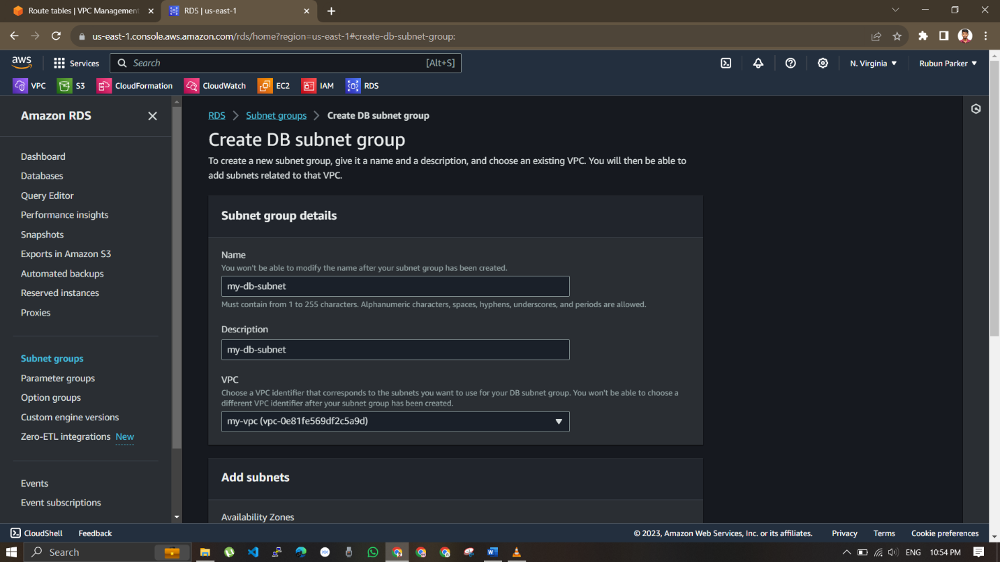 Route tables | VPC Management
RDS | us-east-1
us-east-1.console.aws.amazon.com/rds/home?region=us-east-1#create-db-subnet-group:
aws
Services
Search
[Alt+S]
N. Virginia
Rubun Parker
VPC
S3
CloudFormation
CloudWatch
EC2
IAM
RDS
Amazon RDS
Dashboard
Databases
Query Editor
Performance insights
Snapshots
Exports in Amazon S3
Automated backups
Reserved instances
Proxies
Subnet groups
Parameter groups
Option groups
Custom engine versions
Zero-ETL integrations New
Events
Event subscriptions
RDS > Subnet groups > Create DB subnet group
Create DB subnet group
To create a new subnet group, give it a name and a description, and choose an existing VPC. You will then be able to
add subnets related to that VPC.
Subnet group details
Name
You won't be able to modify the name after your subnet group has been created.
my-db-subnet
Must contain from 1 to 255 characters. Alphanumeric characters, spaces, hyphens, underscores, and periods are allowed.
Description
my-db-subnet
VPC
Choose a VPC identifier that corresponds to the subnets you want to use for your DB subnet group. You won't be able to choose a
different VPC identifier after your subnet group has been created.
my-vpc (vpc-0e81fe569df2c5a9d)
Add subnets
Availability Zones
CloudShell
Feedback
© 2023, Amazon Web Services, Inc. or its affiliates.
Privacy
Terms
Cookie preferences
Search
ENG
10:54 PM